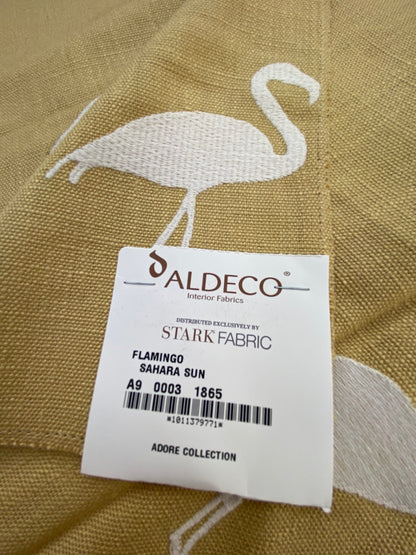 ALDECO®
Interior Fabrics
DISTRIBUTED EXCLUSIVELY BY
STARK FABRIC
FLAMINGO
SAHARA SUN
A9 0003 1865
*1011379771*
ADORE COLLECTION